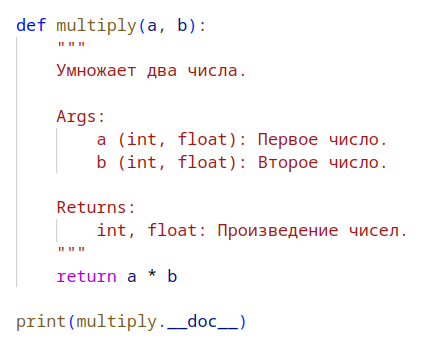 def multiply(a, b):
    """
    Умножает два числа.

    Args:
        a (int, float): Первое число.
        b (int, float): Второе число.

    Returns:
        int, float: Произведение чисел.
    """
    return a * b

print(multiply.__doc__)